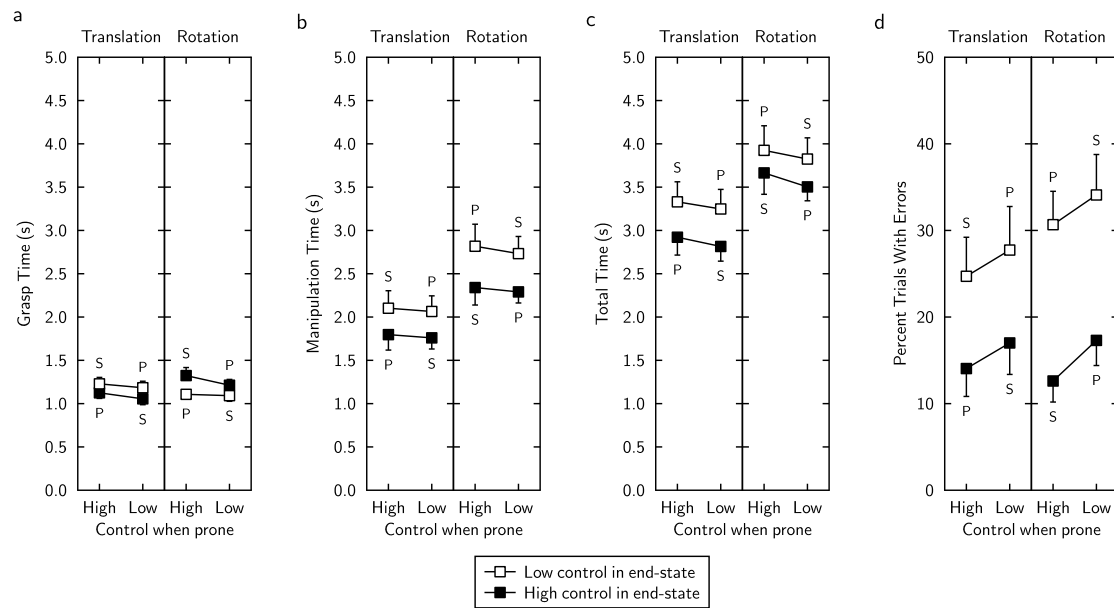 a
Translation Rotation
5.0
4.5
4.0
3.5
3.0
2.5
2.0
1.5
1.0
0.5
0.0
Grasp Time (s)
S P S P
P S P S
High Low High Low
Control when prone
b
Translation Rotation
5.0
4.5
4.0
3.5
3.0
2.5
2.0
1.5
1.0
0.5
0.0
Manipulation Time (s)
S P P S
P S S P
High Low High Low
Control when prone
c
Translation Rotation
5.0
4.5
4.0
3.5
3.0
2.5
2.0
1.5
1.0
0.5
0.0
Total Time (s)
S P P S
P S S P
High Low High Low
Control when prone
d
Translation Rotation
50
40
30
20
10
0
Percent Trials With Errors
S P P S
P S S P
High Low High Low
Control when prone
Low control in end-state
High control in end-state